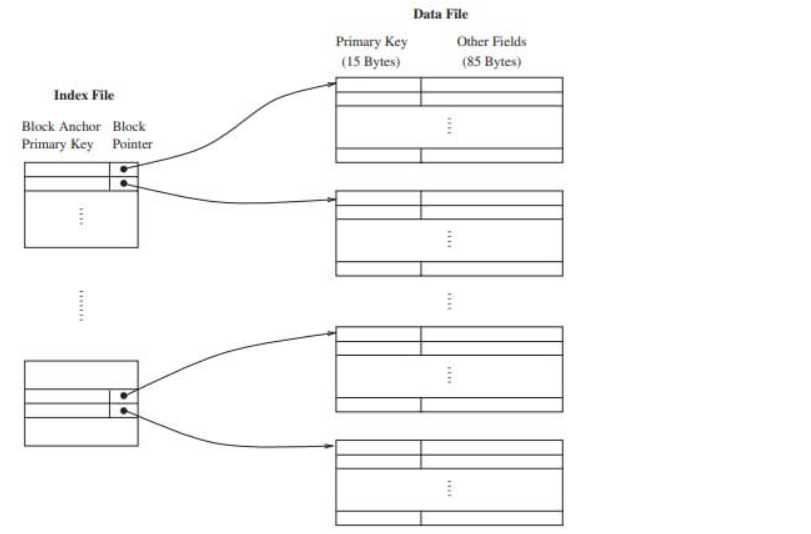 Data File
Primary Key Other Fields
(15 Bytes) (85 Bytes)
Index File
Block Anchor Block
Primary Key Pointer